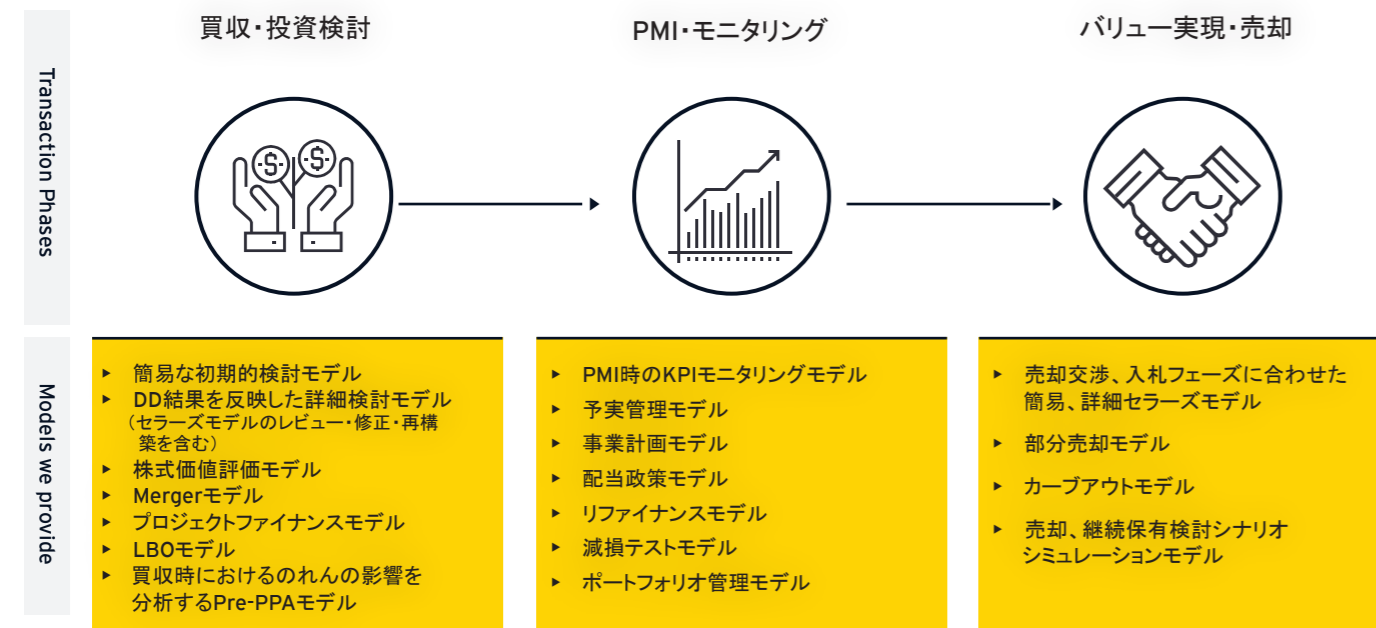 Transaction Phases
買収・投資検討
PMI・モニタリング
バリュー実現・売却
Models we provide
▶ 簡易な初期的検討モデル
▶ DD結果を反映した詳細検討モデル
（セラーズモデルのレビュー・修正・再構
築を含む）
▶ 株式価値評価モデル
▶ Mergerモデル
▶ プロジェクトファイナンスモデル
▶ LBOモデル
▶ 買収時におけるのれんの影響を
分析するPre-PPAモデル
▶ PMI時のKPIモニタリングモデル
▶ 予実管理モデル
▶ 事業計画モデル
▶ 配当政策モデル
▶ リファイナンスモデル
▶ 減損テストモデル
▶ ポートフォリオ管理モデル
▶ 売却交渉、入札フェーズに合わせた
簡易、詳細セラーズモデル
▶ 部分売却モデル
▶ カーブアウトモデル
▶ 売却、継続保有検討シナリオ
シミュレーションモデル